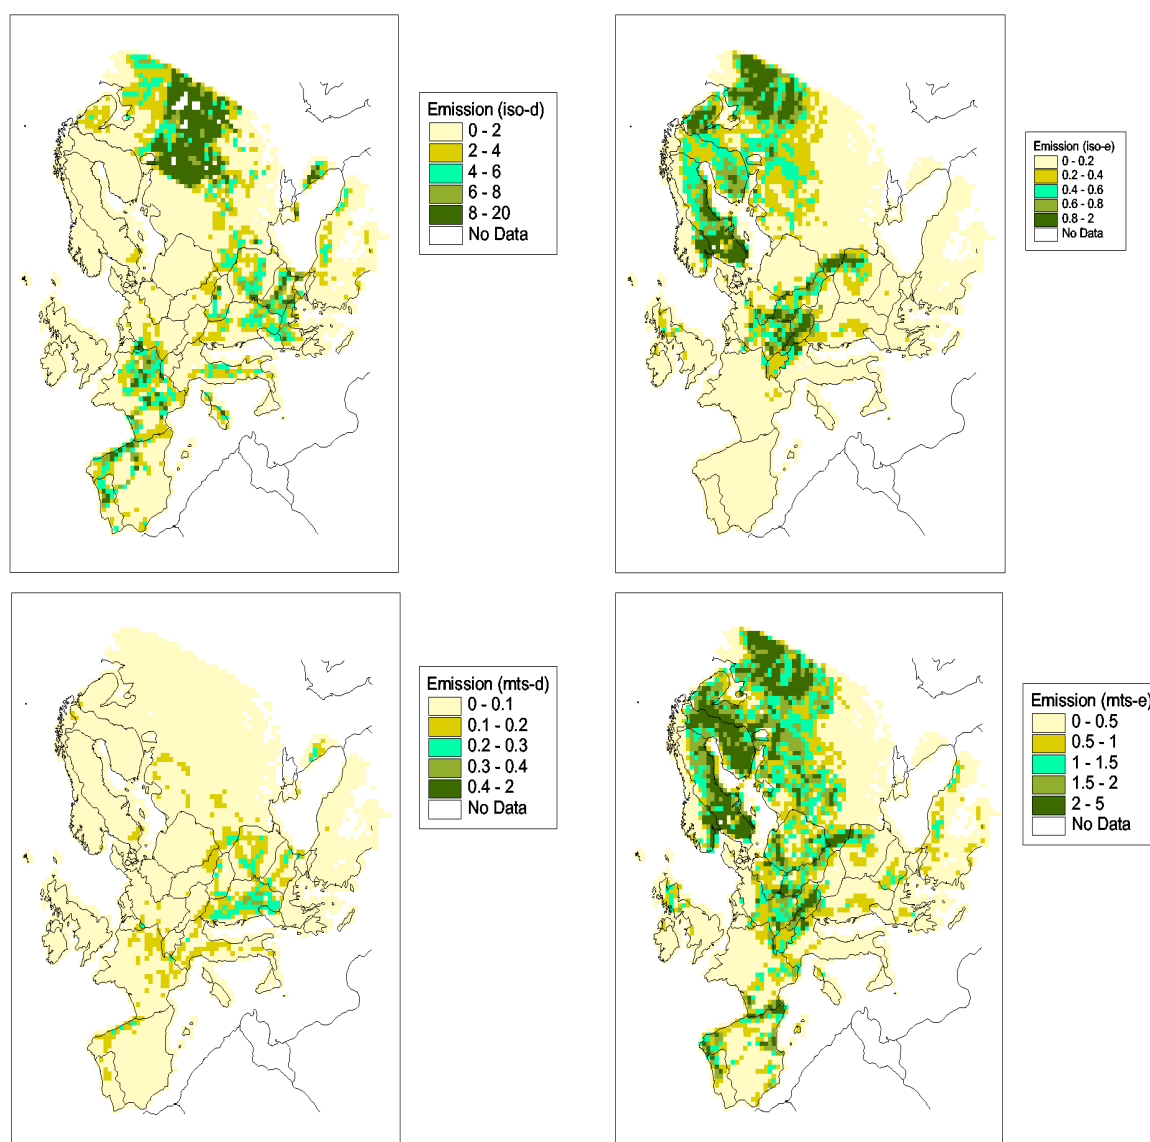 Emission (iso-d)
0 - 2
2 - 4
4 - 6
6 - 8
8 - 20
No Data
Emission (iso-e)
0 - 0.2
0.2 - 0.4
0.4 - 0.6
0.6 - 0.8
0.8 - 2
No Data
Emission (mts-d)
0 - 0.1
0.1 - 0.2
0.2 - 0.3
0.3 - 0.4
0.4 - 2
No Data
Emission (mts-e)
0 - 0.5
0.5 - 1
1 - 1.5
1.5 - 2
2 - 5
No Data